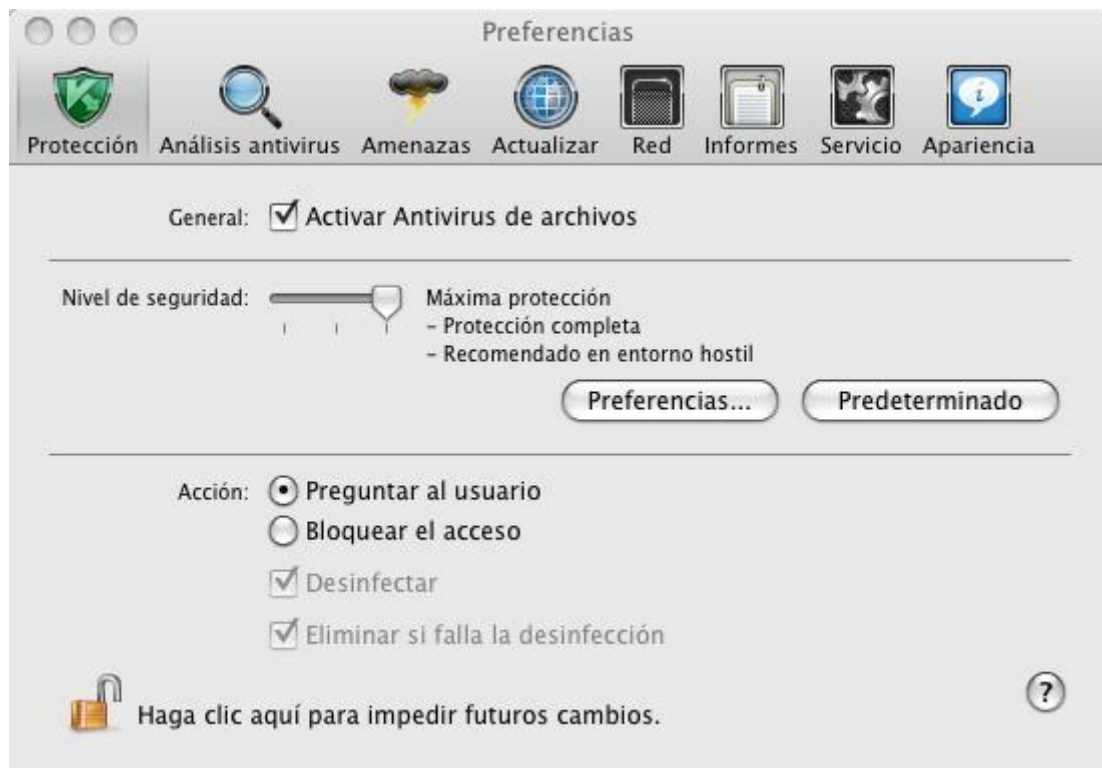 Preferencias
Protección Análisis antivirus Amenazas Actualizar Red Informes Servicio Apariencia
General: Activar Antivirus de archivos
Nivel de seguridad: Máxima protección
- Protección completa
- Recomendado en entorno hostil
Preferencias... Predeterminado
Acción: Preguntar al usuario
Bloquear el acceso
Desinfectar
Eliminar si falla la desinfección
?
Haga clic aquí para impedir futuros cambios.